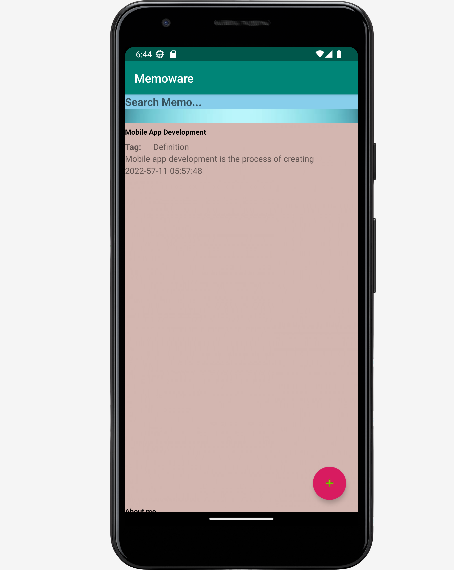 6:44
Memoware
Search Memo...
Mobile App Development
Tag: Definition
Mobile app development is the process of creating
2022-57-11 05:57:48
+
About me